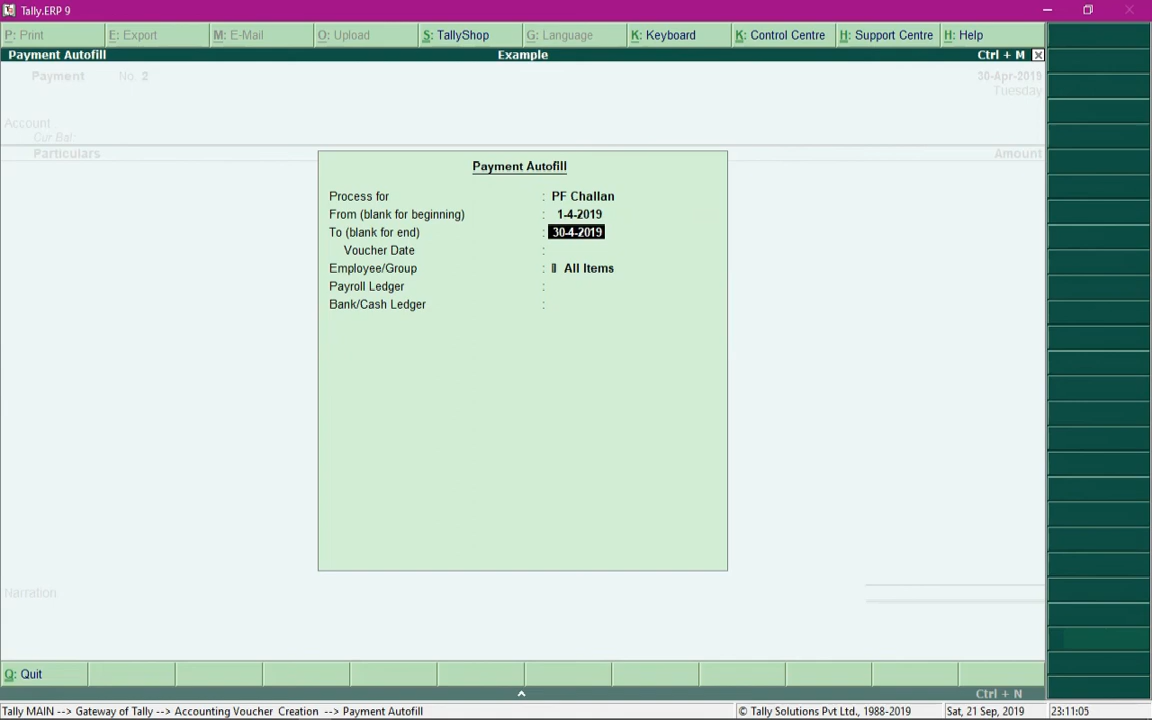 Tally.ERP 9
P: Print E: Export M: E-Mail O: Upload S: TallyShop G: Language K: Keyboard K: Control Centre H: Support Centre H: Help
Payment Autofill Example Ctrl + M
Payment No. 2 30-Apr-2019
Tuesday
Account
Cur Bal:
Particulars Amount
Payment Autofill
Process for : PF Challan
From (blank for beginning) : 1-4-2019
To (blank for end) : 30-4-2019
Voucher Date :
Employee/Group : All Items
Payroll Ledger :
Bank/Cash Ledger :
Narration
Q: Quit
Ctrl + N
Tally MAIN --> Gateway of Tally --> Accounting Voucher Creation --> Payment Autofill © Tally Solutions Pvt Ltd., 1988-2019 Sat, 21 Sep, 2019 23:11:05